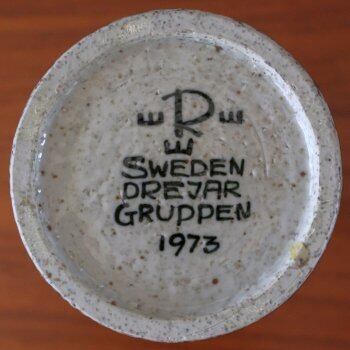 R
SWEDEN
DREJAR
GRUPPEN
1973